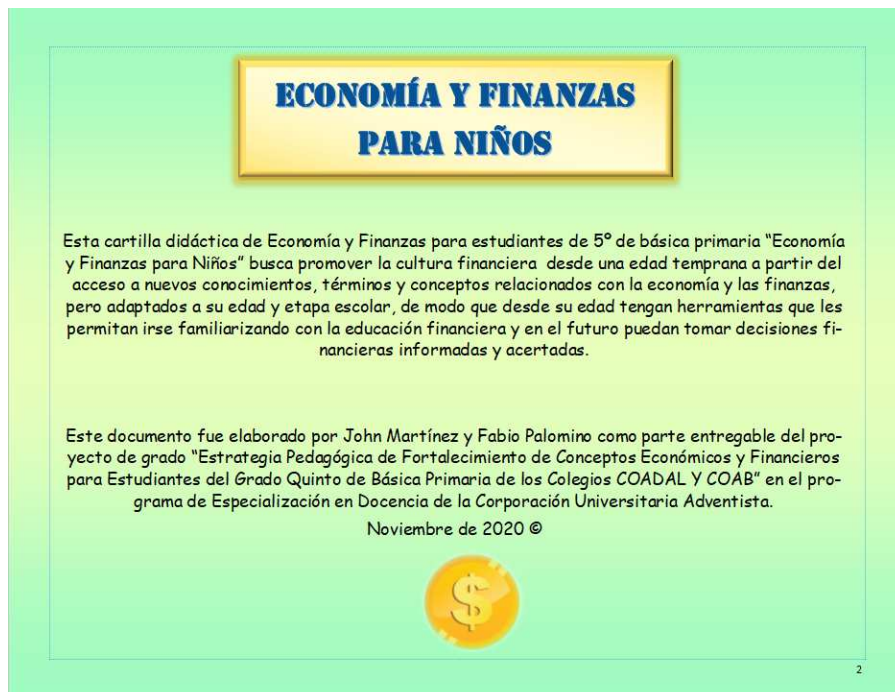 ECONOMÍA Y FINANZAS
PARA NIÑOS
Esta cartilla didáctica de Economía y Finanzas para estudiantes de 5º de básica primaria “Economía
y Finanzas para Niños” busca promover la cultura financiera desde una edad temprana a partir del
acceso a nuevos conocimientos, términos y conceptos relacionados con la economía y las finanzas,
pero adaptados a su edad y etapa escolar, de modo que desde su edad tengan herramientas que les
permitan irse familiarizando con la educación financiera y en el futuro puedan tomar decisiones fi-
nancieras informadas y acertadas.
Este documento fue elaborado por John Martínez y Fabio Palomino como parte entregable del pro-
yecto de grado “Estrategia Pedagógica de Fortalecimiento de Conceptos Económicos y Financieros
para Estudiantes del Grado Quinto de Básica Primaria de los Colegios COADAL Y COAB” en el pro-
grama de Especialización en Docencia de la Corporación Universitaria Adventista.
Noviembre de 2020 ©
$
2